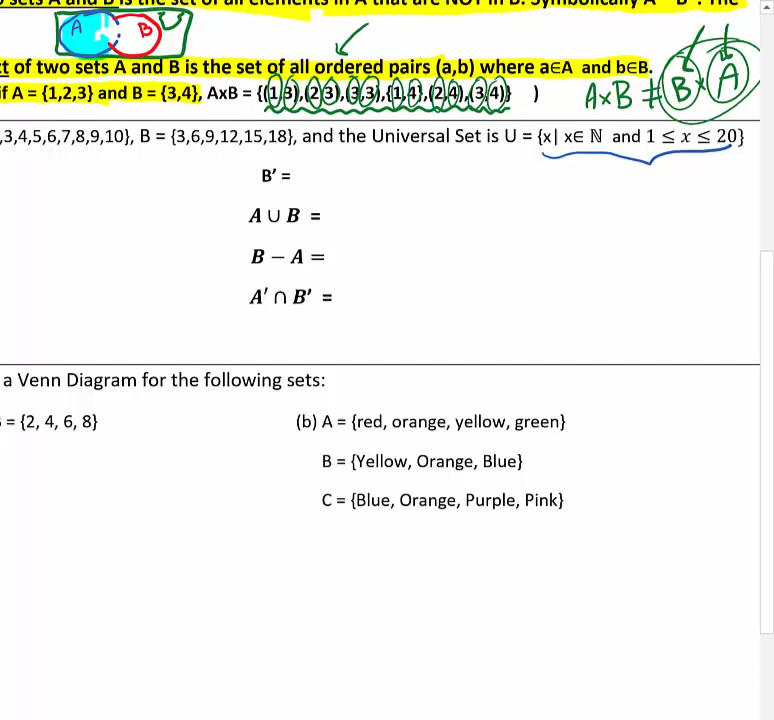 sets A and B is the set of all elements in A that are NOT in B. Symbolically A B'. The
A B U
ct of two sets A and B is the set of all ordered pairs (a,b) where a∈A and b∈B.
if A = {1,2,3} and B = {3,4}, AxB = {(1,3),(2,3),(3,3),(1,4),(2,4),(3,4)} )
A×B ≠ B×A
,3,4,5,6,7,8,9,10}, B = {3,6,9,12,15,18}, and the Universal Set is U = {x| x∈ ℕ and 1 ≤ x ≤ 20}
B′ =
A ∪ B =
B − A =
A′ ∩ B′ =
a Venn Diagram for the following sets:
= {2, 4, 6, 8}
(b) A = {red, orange, yellow, green}
B = {Yellow, Orange, Blue}
C = {Blue, Orange, Purple, Pink}